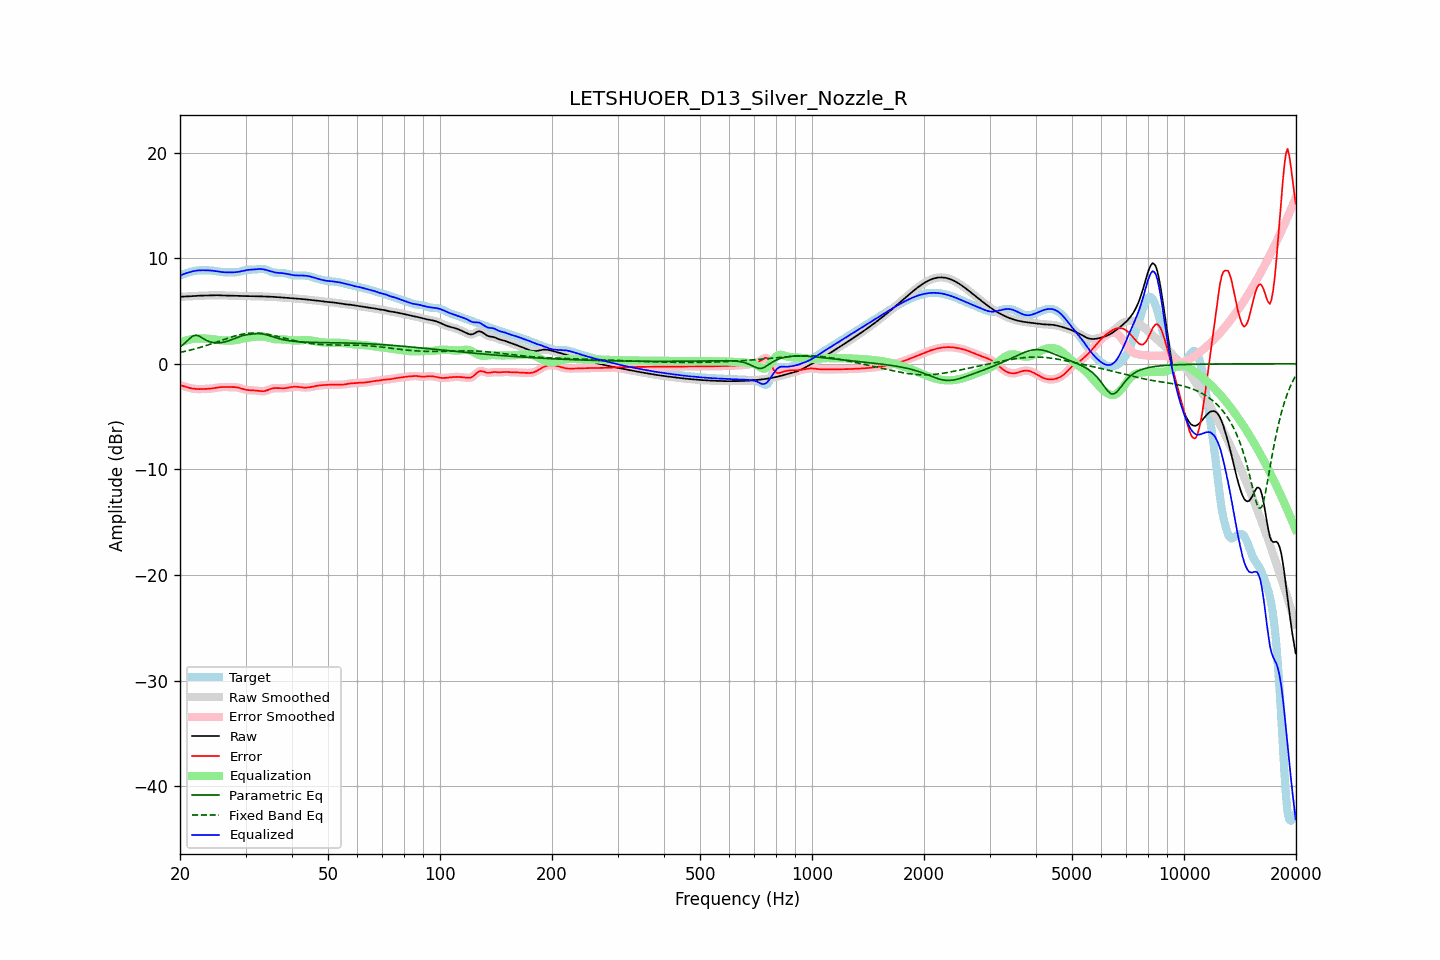 LETSHUOER_D13_Silver_Nozzle_R
Amplitude (dBr)
20
10
0
−10
−20
−30
−40
Target
Raw Smoothed
Error Smoothed
Raw
Error
Equalization
Parametric Eq
Fixed Band Eq
Equalized
20 50 100 200 500 1000 2000 5000 10000 20000
Frequency (Hz)